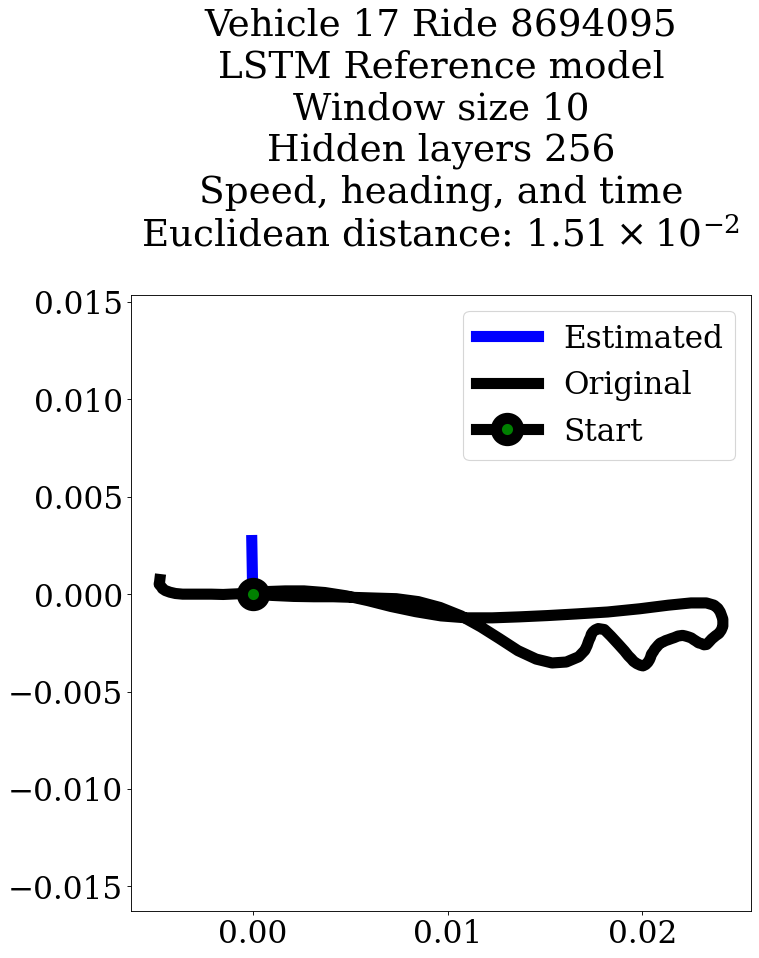 Vehicle 17 Ride 8694095
LSTM Reference model
Window size 10
Hidden layers 256
Speed, heading, and time
Euclidean distance: 1.51 × 10⁻²
Estimated
Original
Start
0.015
0.010
0.005
0.000
−0.005
−0.010
−0.015
0.00 0.01 0.02